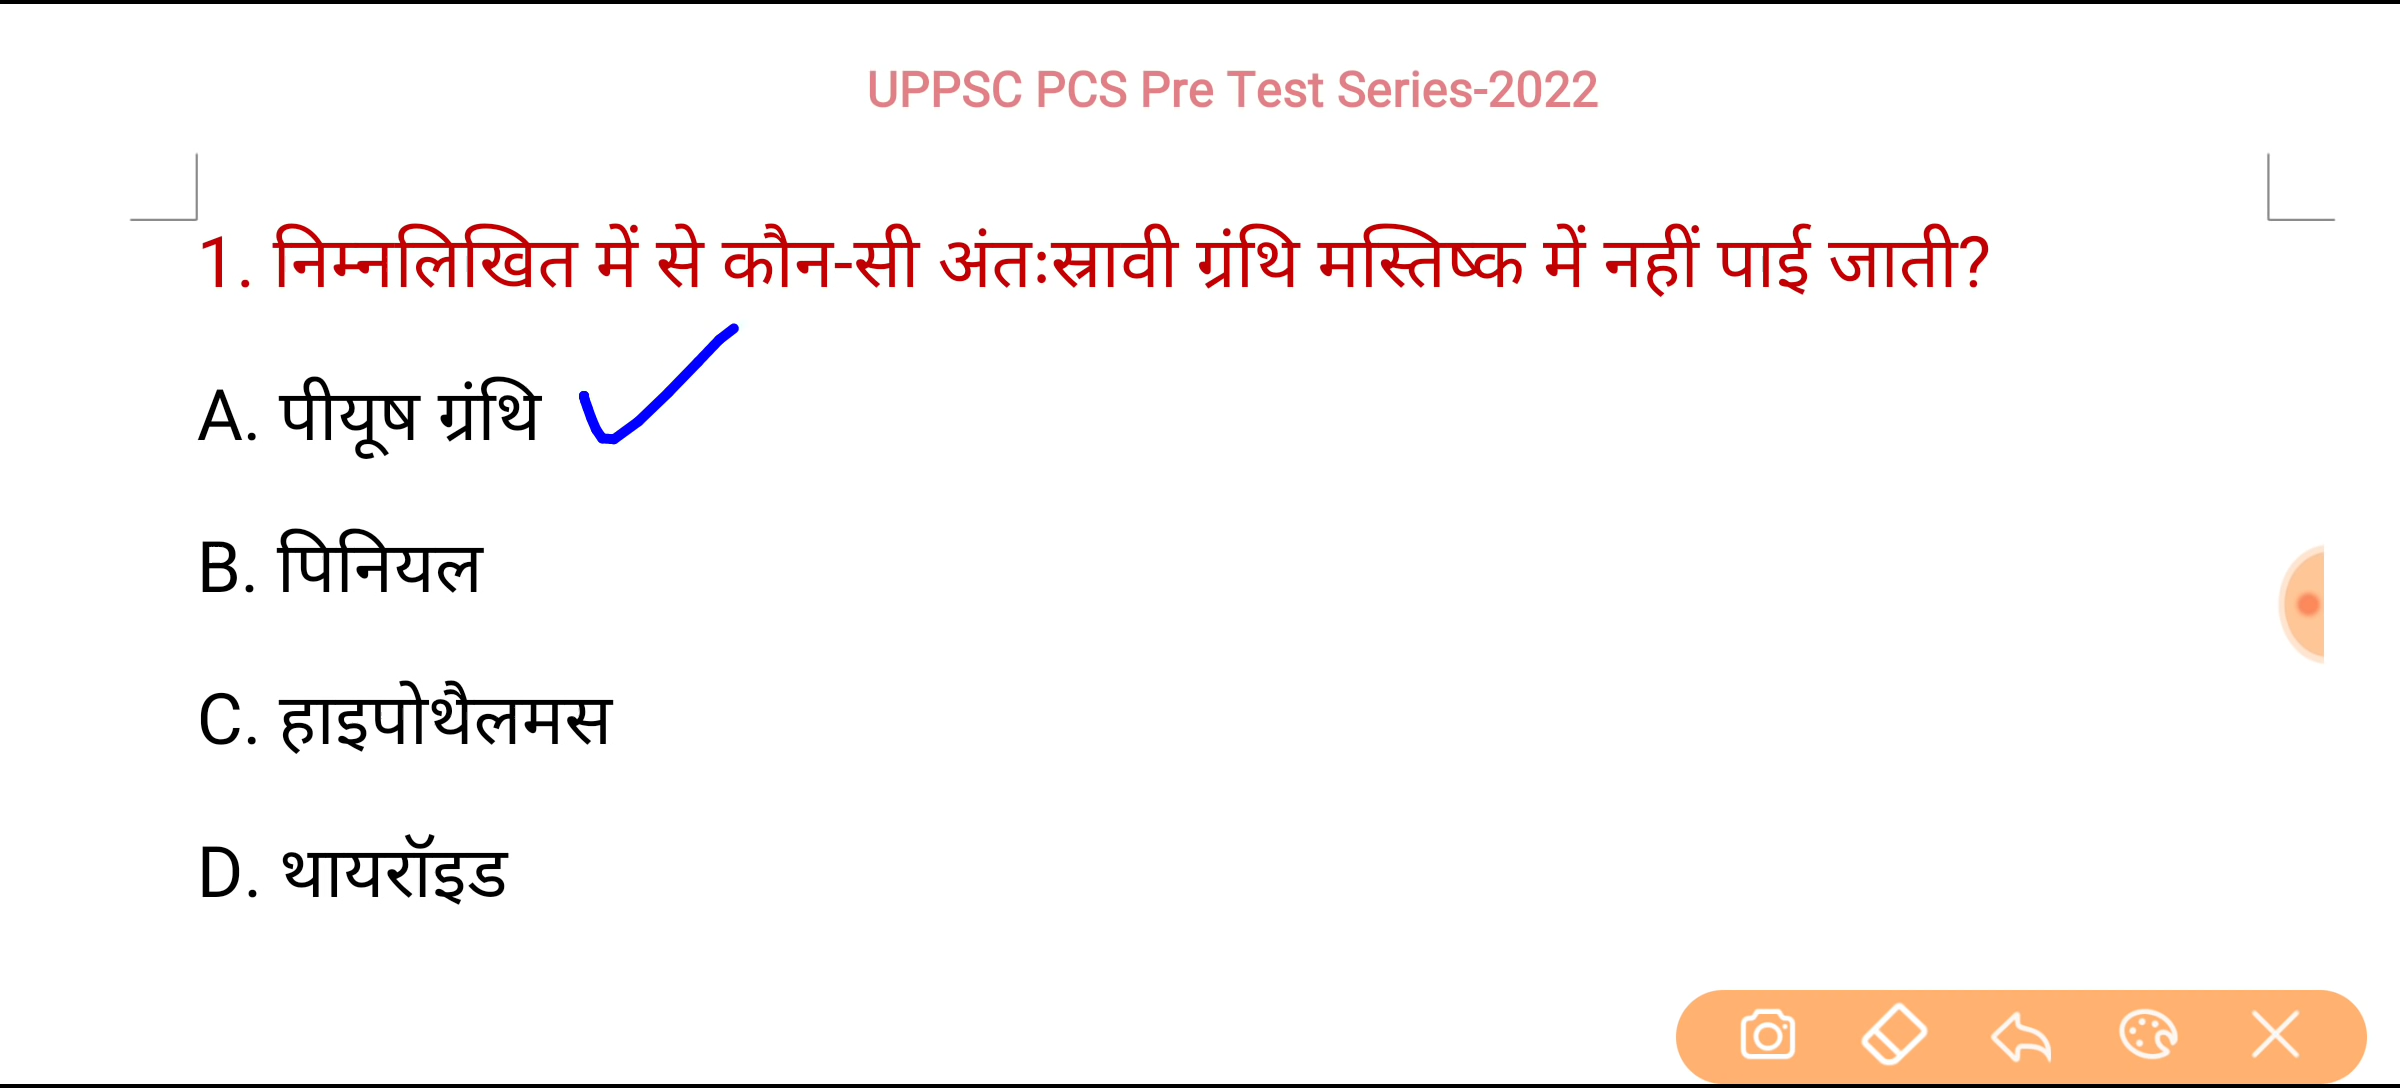 UPPSC PCS Pre Test Series-2022
1. निम्नलिखित में से कौन-सी अंतःस्रावी ग्रंथि मस्तिष्क में नहीं पाई जाती?
A. पीयूष ग्रंथि
B. पिनियल
C. हाइपोथैलमस
D. थायरॉइड